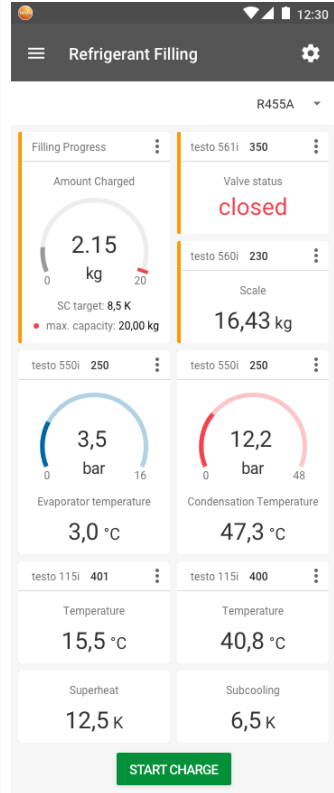 12:30
Refrigerant Filling
R455A
Filling Progress
Amount Charged
2.15
kg
0
20
SC target: 8,5 K
max. capacity: 20,00 kg
testo 561i 350
Valve status
closed
testo 560i 230
Scale
16,43 kg
testo 550i 250
3,5
bar
0
16
Evaporator temperature
3,0 °C
testo 550i 250
12,2
bar
0
48
Condensation Temperature
47,3 °C
testo 115i 401
Temperature
15,5 °C
testo 115i 400
Temperature
40,8 °C
Superheat
12,5 K
Subcooling
6,5 K
START CHARGE